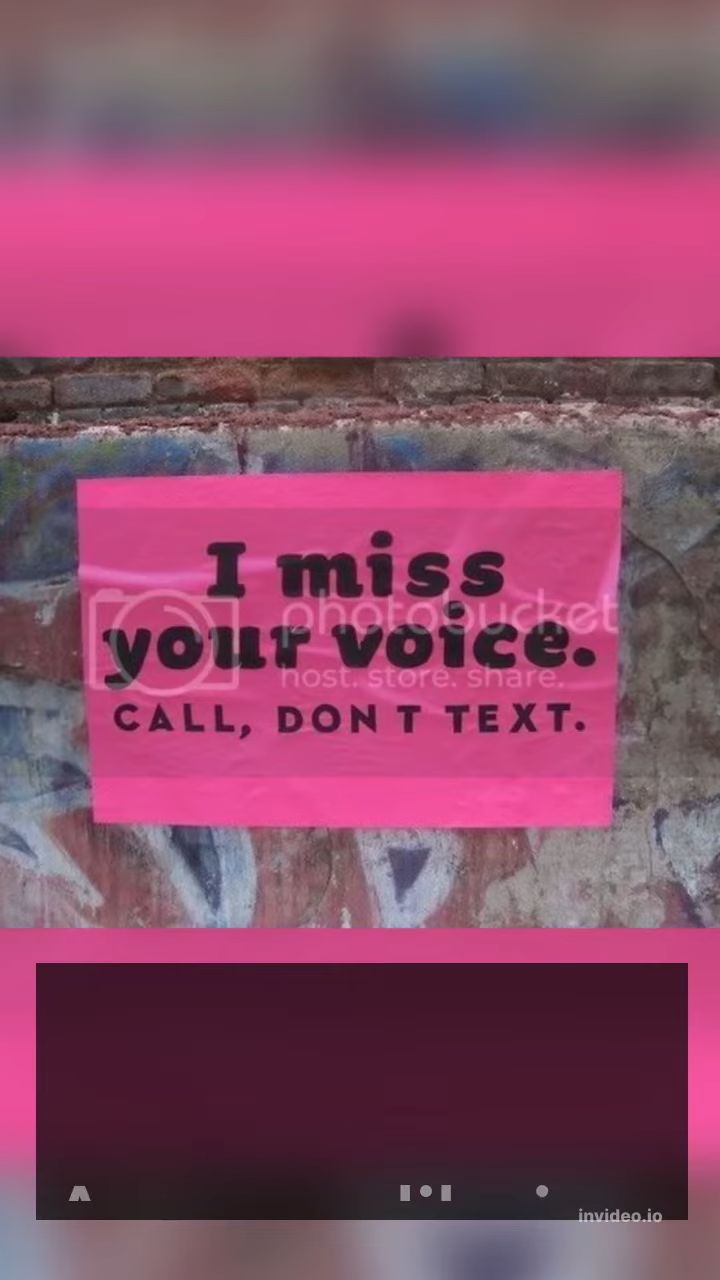 I miss
photobucket
your voice.
host. store. share.
CALL, DON T TEXT.
invideo.io